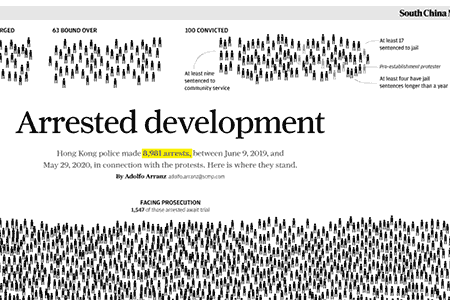 South China M
RGED
63 BOUND OVER
100 CONVICTED
At least 17
sentenced to jail
Pre-establishment protester
At least nine
sentenced to
community service
At least four have jail
sentences longer than a year
Arrested development
Hong Kong police made 8,981 arrests, between June 9, 2019, and
May 29, 2020, in connection with the protests. Here is where they stand.
By Adolfo Arranz adolfo.arranz@scmp.com
FACING PROSECUTION
1,547 of those arrested await trial